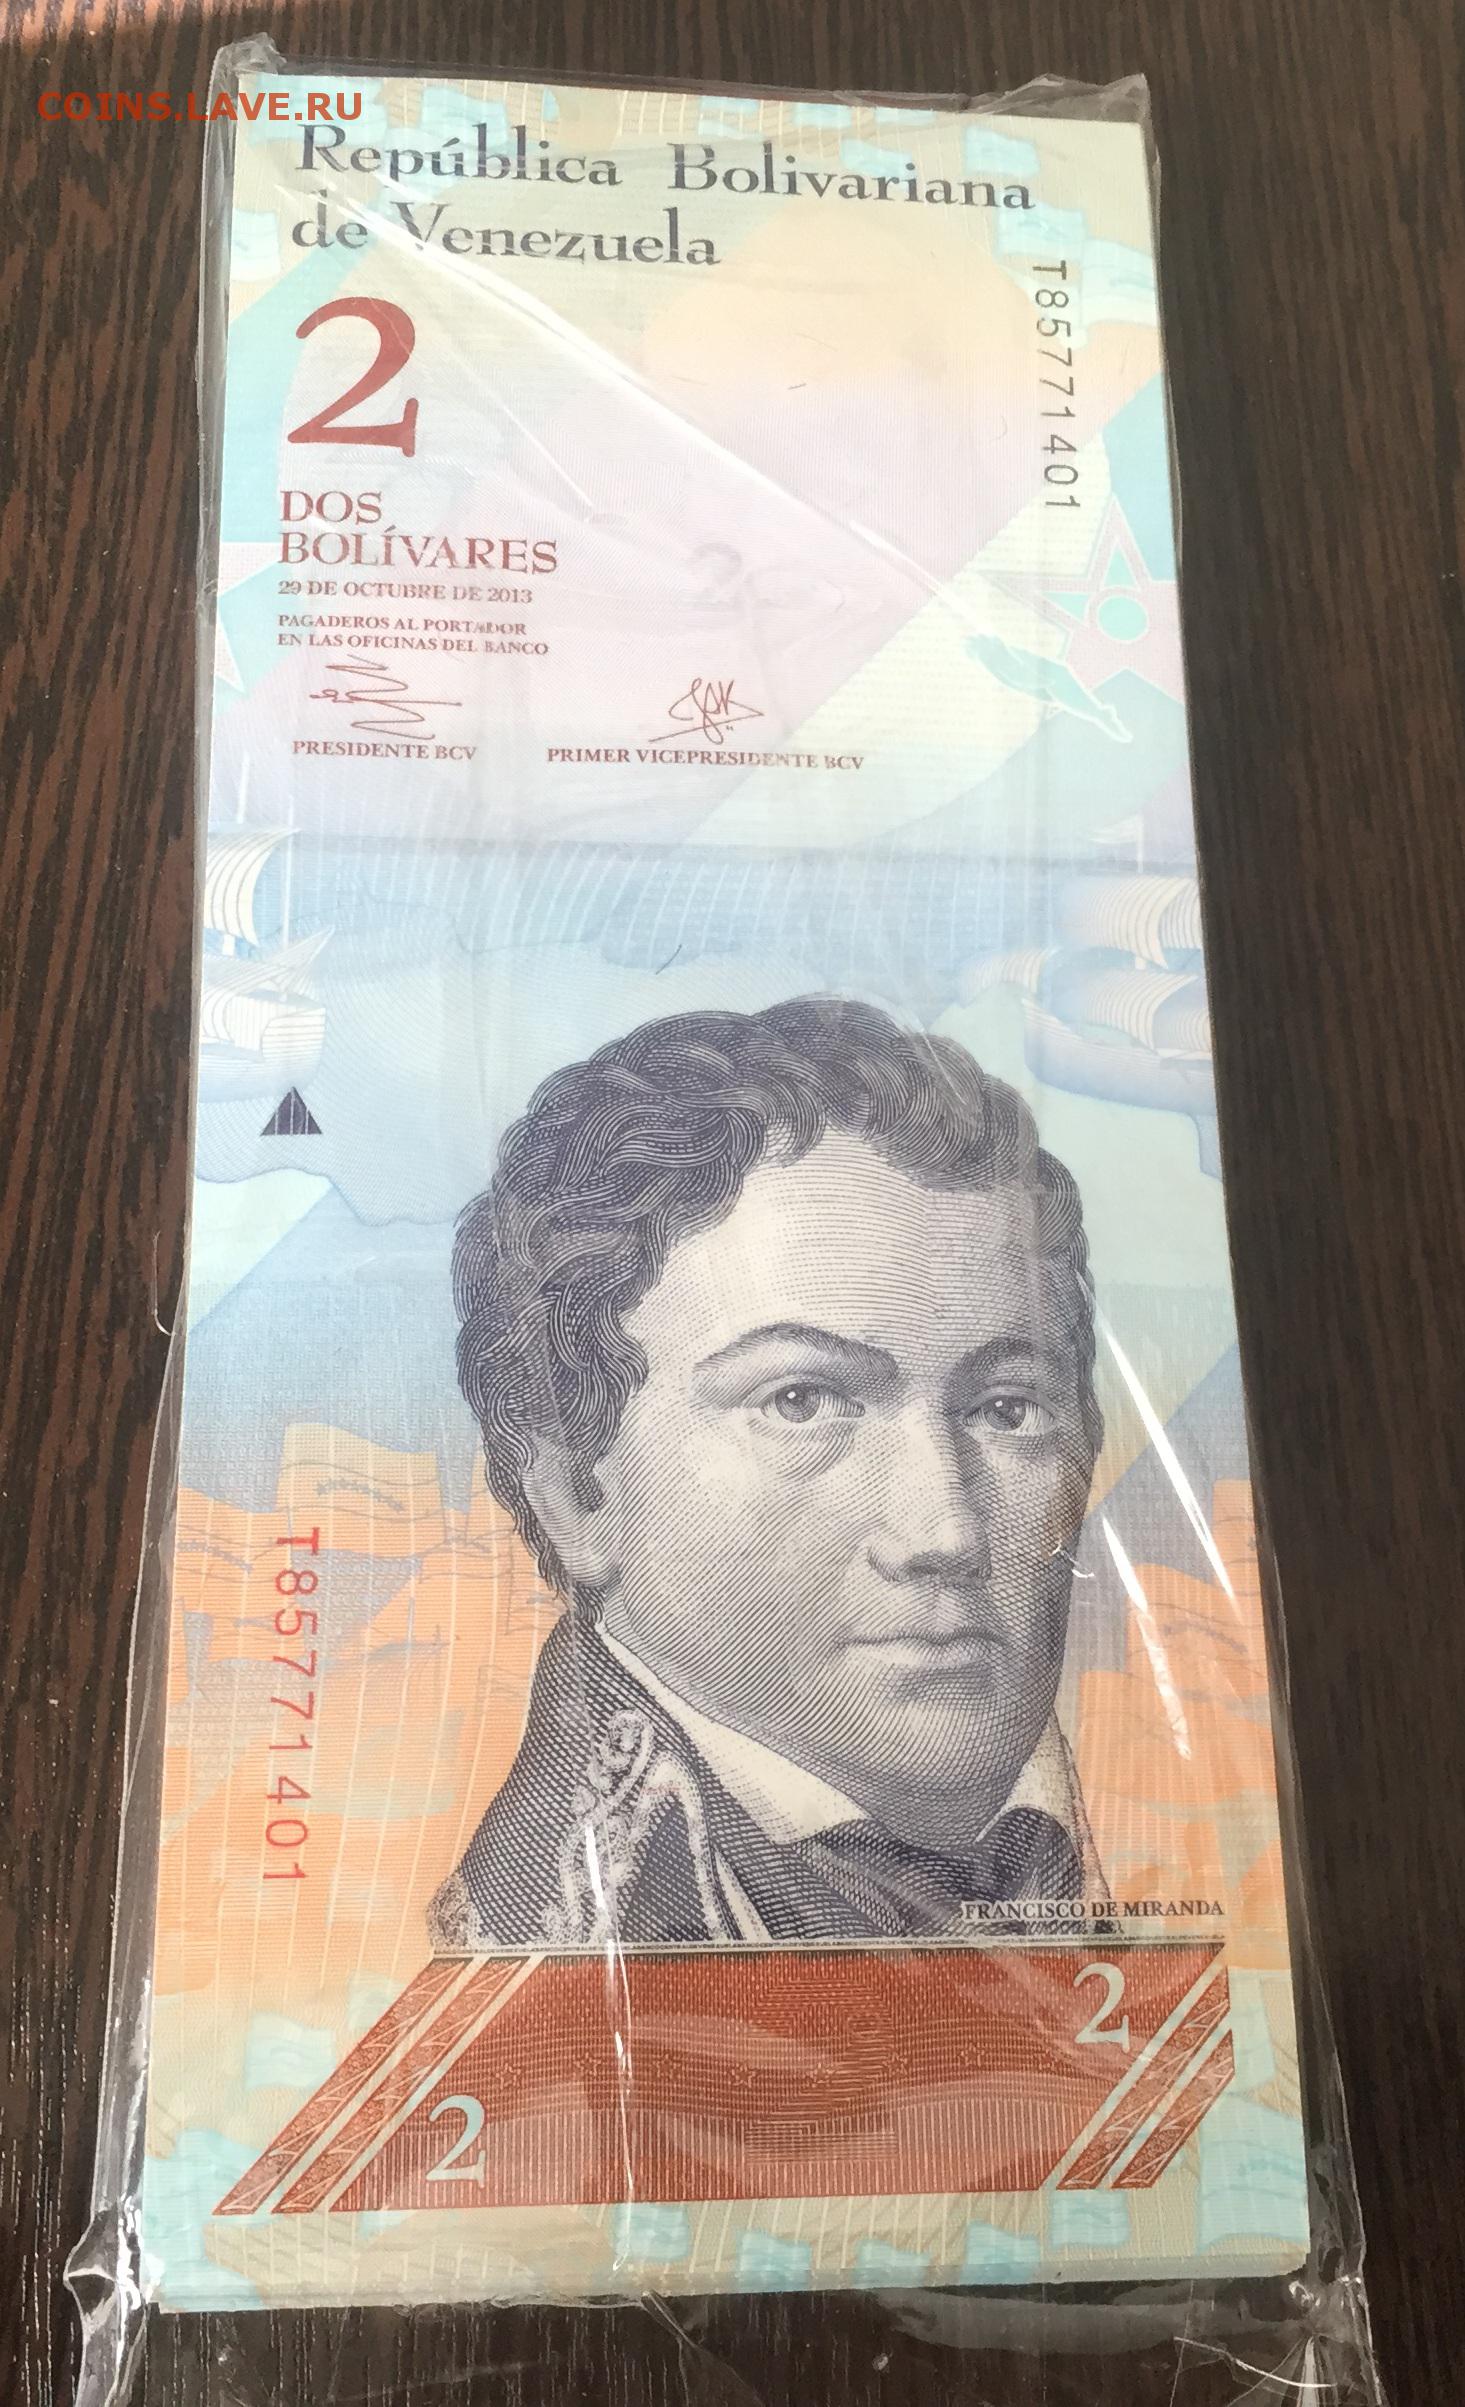 COINS.LAVE.RU
República Bolivariana
de Venezuela
T85771401
2
DOS
BOLÍVARES
29 DE OCTUBRE DE 2013
PAGADEROS AL PORTADOR
EN LAS OFICINAS DEL BANCO
PRESIDENTE BCV
PRIMER VICEPRESIDENTE BCV
T85771401
FRANCISCO DE MIRANDA
2
2